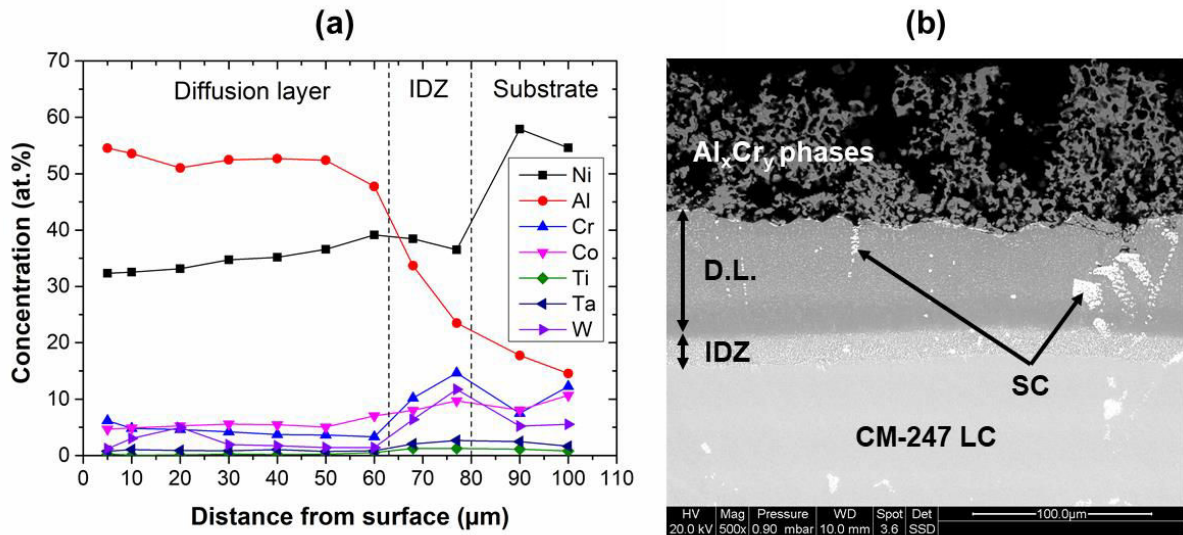 (a)
70
60
50
40
30
20
10
0
Concentration (at.%)
Diffusion layer
IDZ
Substrate
Ni
Al
Cr
Co
Ti
Ta
W
0 10 20 30 40 50 60 70 80 90 100 110
Distance from surface (µm)
(b)
AlxCry phases
D.L.
IDZ
SC
CM-247 LC
HV Mag Pressure WD Spot Det
20.0 kV 500x 0.90 mbar 10.0 mm 3.6 SSD
100.0µm